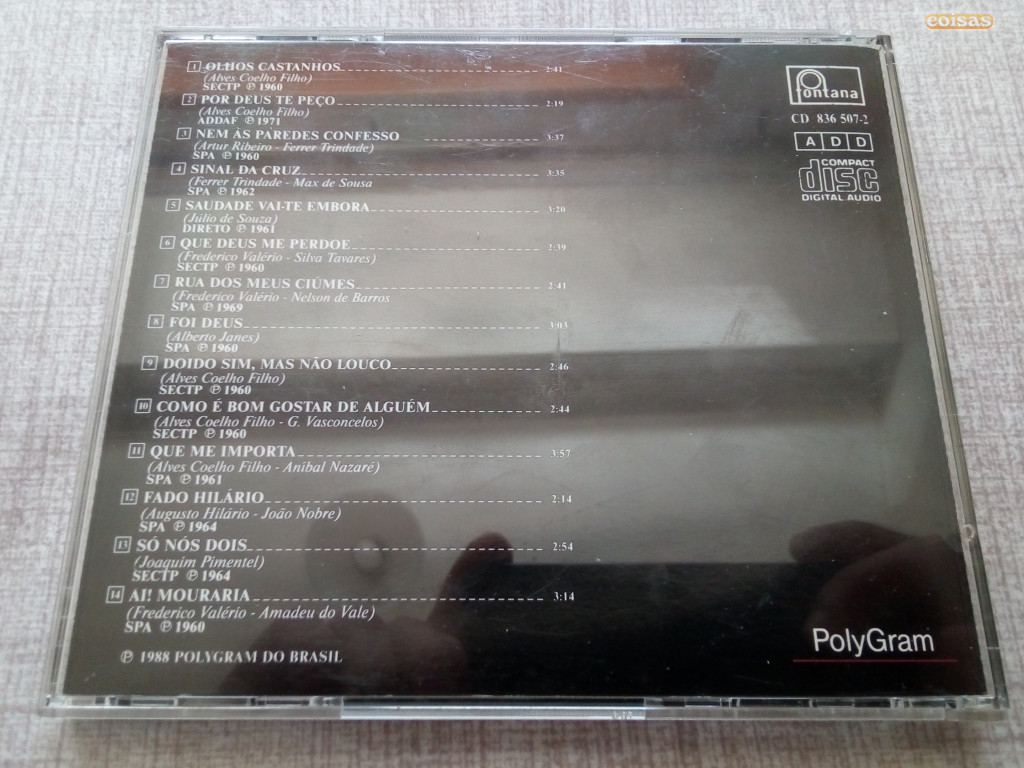 coisas
1 OLHOS CASTANHOS 2:41
(Alves Coelho Filho)
SECTP ℗ 1960
2 POR DEUS TE PEÇO 2:19
(Alves Coelho Filho)
ADDAF ℗ 1971
3 NEM ÀS PAREDES CONFESSO 3:37
(Artur Ribeiro - Ferrer Trindade)
SPA ℗ 1960
4 SINAL DA CRUZ 3:35
(Ferrer Trindade - Max de Sousa
SPA ℗ 1962
5 SAUDADE VAI-TE EMBORA 3:20
(Júlio de Souza)
DIRETO ℗ 1961
6 QUE DEUS ME PERDOE 2:39
(Frederico Valério - Silva Tavares)
SECTP ℗ 1960
7 RUA DOS MEUS CIÚMES 2:41
(Frederico Valério - Nelson de Barros
SPA ℗ 1969
8 FOI DEUS 3:03
(Alberto Janes)
SPA ℗ 1960
9 DOIDO SIM, MAS NÃO LOUCO 2:46
(Alves Coelho Filho)
SECTP ℗ 1960
10 COMO É BOM GOSTAR DE ALGUÉM 2:44
(Alves Coelho Filho - G. Vasconcelos)
SECTP ℗ 1960
11 QUE ME IMPORTA 3:57
(Alves Coelho Filho - Anibal Nazaré)
SPA ℗ 1961
12 FADO HILÁRIO 2:14
(Augusto Hilário - João Nobre)
SPA ℗ 1964
13 SÓ NÓS DOIS 2:54
(Joaquim Pimentel)
SECTP ℗ 1964
14 AI! MOURARIA 3:14
(Frederico Valério - Amadeu do Vale)
SPA ℗ 1960
℗ 1988 POLYGRAM DO BRASIL
fontana
CD 836 507-2
A D D
COMPACT
disc
DIGITAL AUDIO
PolyGram